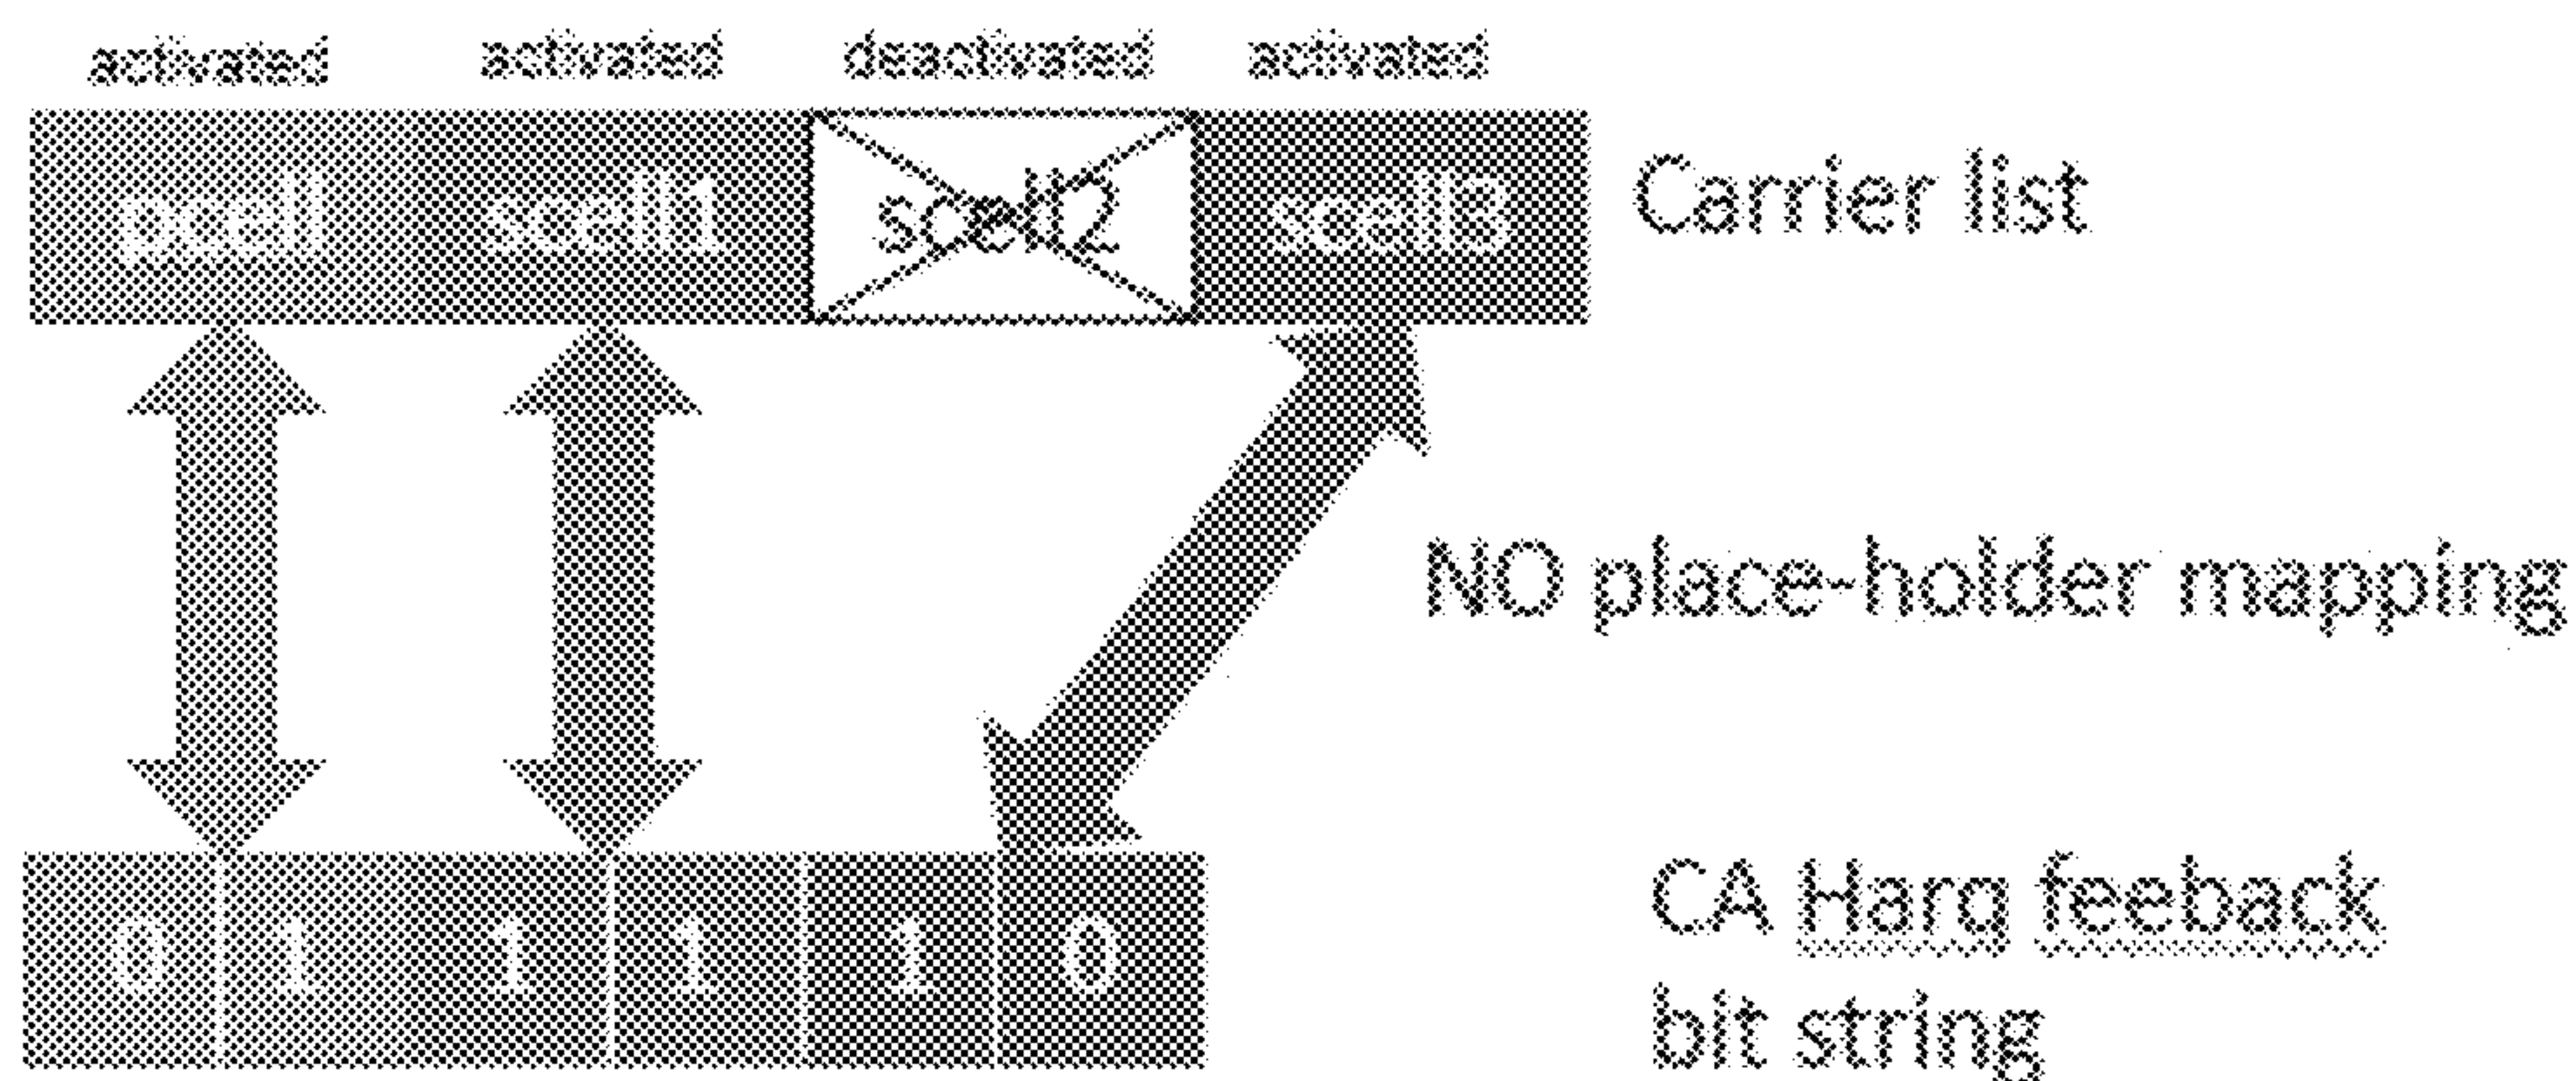 activated activated deactivated activated
pcell scell1 scell2 scell3 Carrier list
NO place-holder mapping
0 1 1 1 1 0 CA Harq feeback
bit string